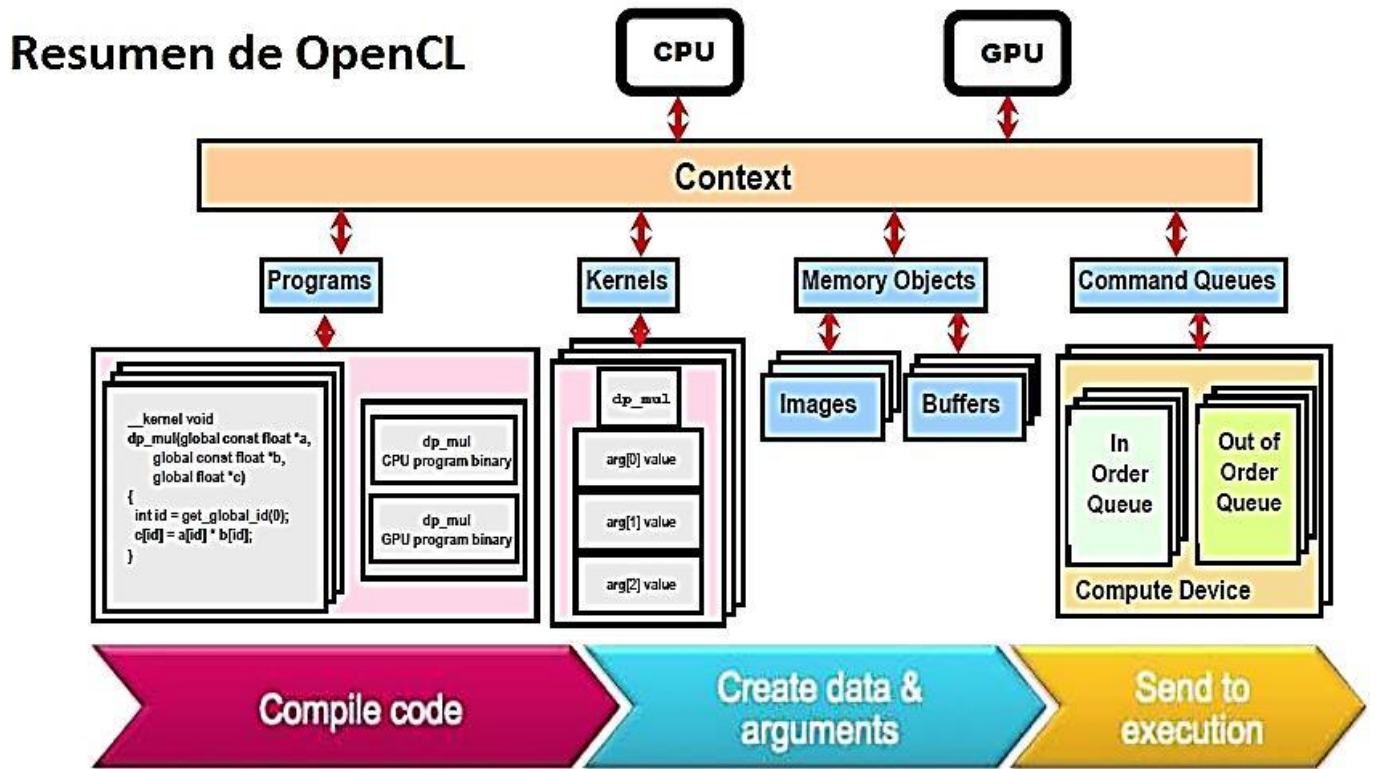 Resumen de OpenCL
CPU
GPU
Context
Programs
Kernels
Memory Objects
Command Queues
__kernel void
dp_mul(global const float *a,
global const float *b,
global float *c)
{
int id = get_global_id(0);
c[id] = a[id] * b[id];
}
dp_mul
CPU program binary
dp_mul
GPU program binary
dp_mul
arg[0] value
arg[1] value
arg[2] value
Images
Buffers
In
Order
Queue
Out of
Order
Queue
Compute Device
Compile code
Create data &
arguments
Send to
execution